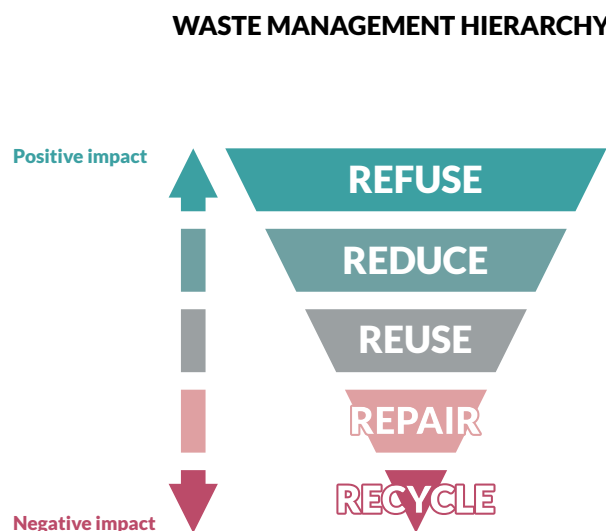 WASTE MANAGEMENT HIERARCHY
Positive impact
REFUSE
REDUCE
REUSE
REPAIR
RECYCLE
Negative impact